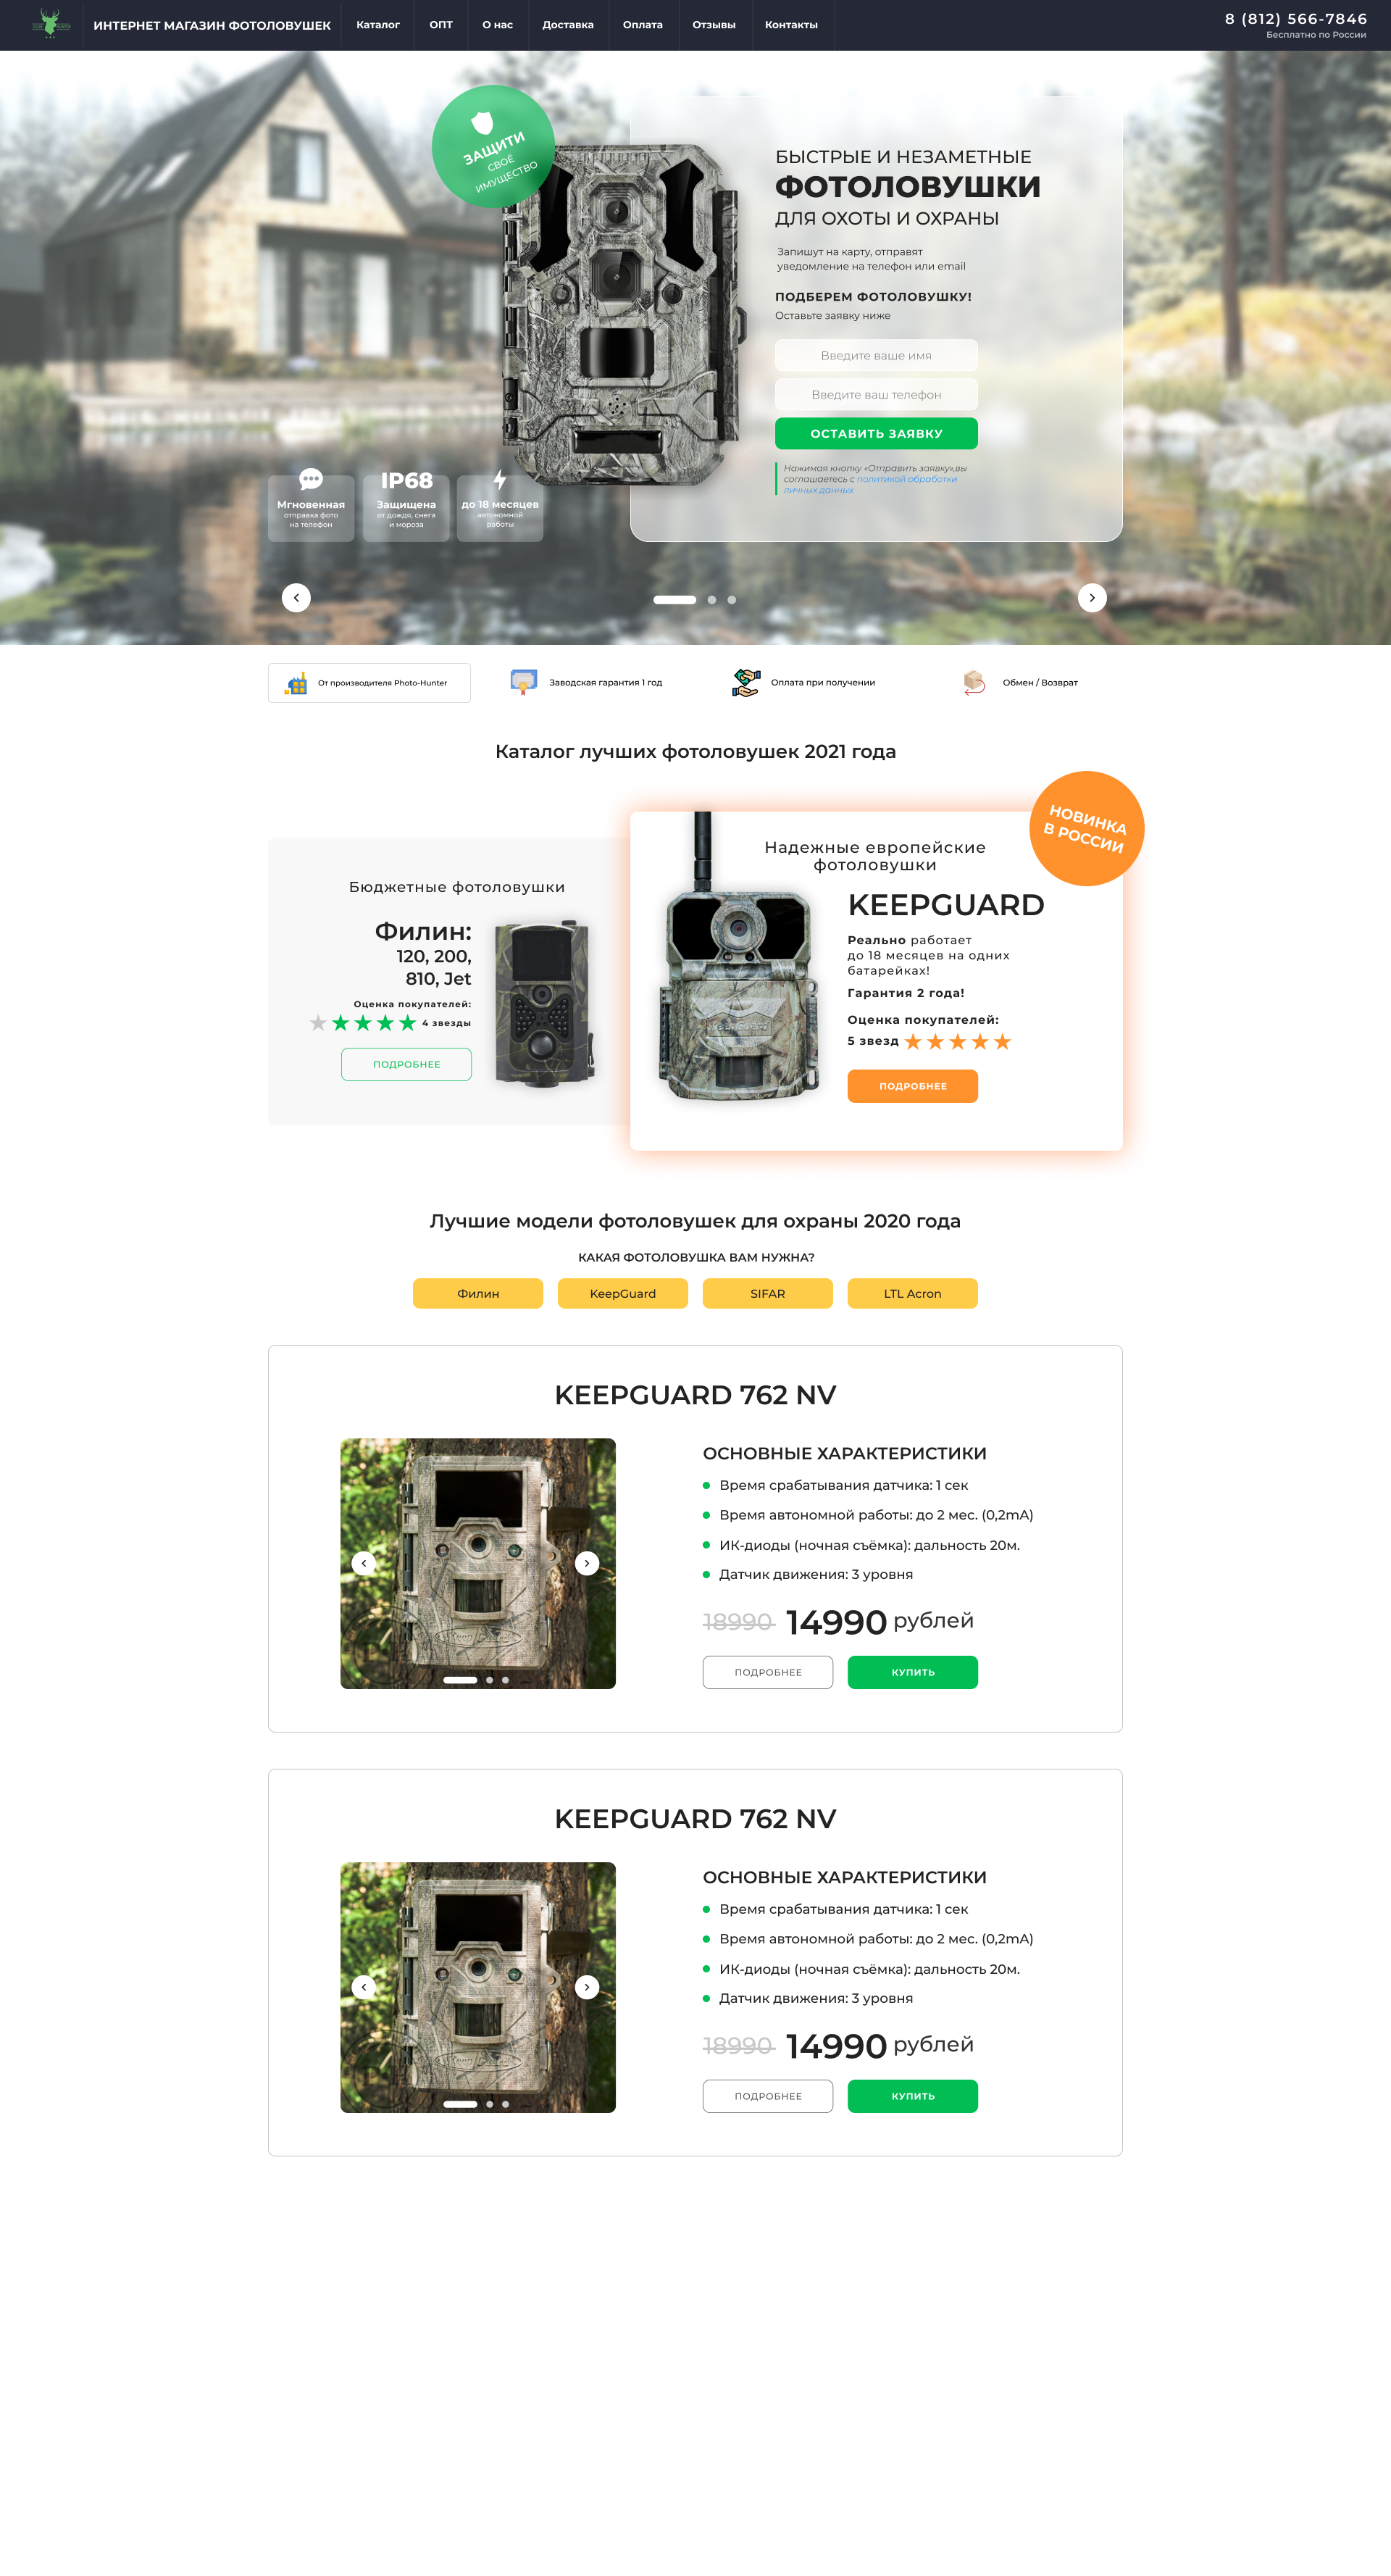 ИНТЕРНЕТ МАГАЗИН ФОТОЛОВУШЕК
Каталог
ОПТ
О нас
Доставка
Оплата
Отзывы
Контакты
8 (812) 566-7846
Бесплатно по России
ЗАЩИТИ
СВОЁ
ИМУЩЕСТВО
БЫСТРЫЕ И НЕЗАМЕТНЫЕ
ФОТОЛОВУШКИ
ДЛЯ ОХОТЫ И ОХРАНЫ
Запишут на карту, отправят
уведомление на телефон или email
ПОДБЕРЕМ ФОТОЛОВУШКУ!
Оставьте заявку ниже
Введите ваше имя
Введите ваш телефон
ОСТАВИТЬ ЗАЯВКУ
Нажимая кнопку «Отправить заявку»,вы
соглашаетесь с политикой обработки
личных данных
Мгновенная
отправка фото
на телефон
IP68
Защищена
от дождя, снега
и мороза
до 18 месяцев
автономной
работы
От производителя Photo-Hunter
Заводская гарантия 1 год
Оплата при получении
Обмен / Возврат
Каталог лучших фотоловушек 2021 года
Бюджетные фотоловушки
Филин:
120, 200,
810, Jet
Оценка покупателей:
4 звезды
ПОДРОБНЕЕ
НОВИНКА
В РОССИИ
Надежные европейские
фотоловушки
KEEPGUARD
Реально работает
до 18 месяцев на одних
батарейках!
Гарантия 2 года!
Оценка покупателей:
5 звезд
ПОДРОБНЕЕ
Лучшие модели фотоловушек для охраны 2020 года
КАКАЯ ФОТОЛОВУШКА ВАМ НУЖНА?
Филин
KeepGuard
SIFAR
LTL Acron
KEEPGUARD 762 NV
ОСНОВНЫЕ ХАРАКТЕРИСТИКИ
Время срабатывания датчика: 1 сек
Время автономной работы: до 2 мес. (0,2mA)
ИК-диоды (ночная съёмка): дальность 20м.
Датчик движения: 3 уровня
18990 14990 рублей
ПОДРОБНЕЕ
КУПИТЬ
KEEPGUARD 762 NV
ОСНОВНЫЕ ХАРАКТЕРИСТИКИ
Время срабатывания датчика: 1 сек
Время автономной работы: до 2 мес. (0,2mA)
ИК-диоды (ночная съёмка): дальность 20м.
Датчик движения: 3 уровня
18990 14990 рублей
ПОДРОБНЕЕ
КУПИТЬ